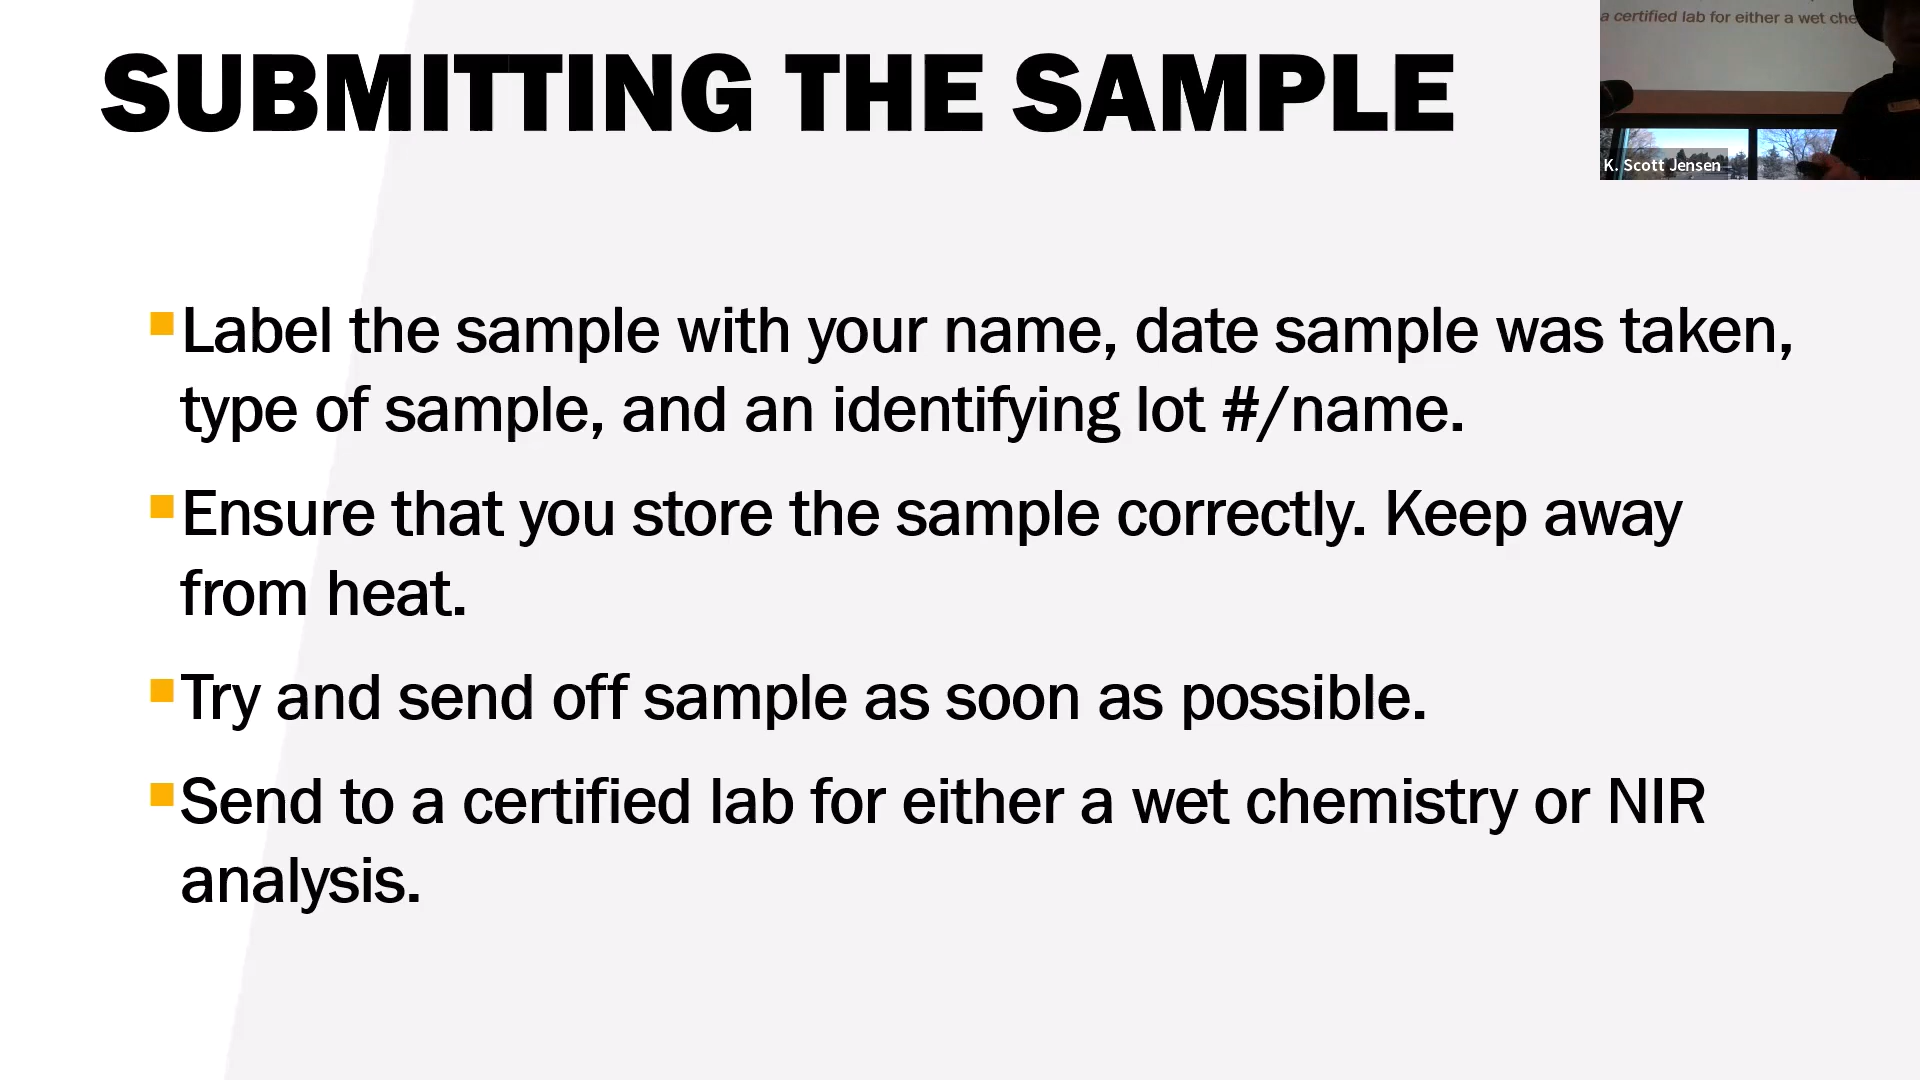 SUBMITTING THE SAMPLE
a certified lab for either a wet che
K. Scott Jensen
Label the sample with your name, date sample was taken,
type of sample, and an identifying lot #/name.
Ensure that you store the sample correctly. Keep away
from heat.
Try and send off sample as soon as possible.
Send to a certified lab for either a wet chemistry or NIR
analysis.